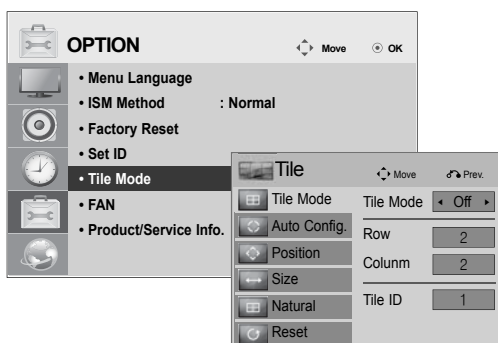 OPTION
Move
OK
• Menu Language
• ISM Method : Normal
• Factory Reset
• Set ID
• Tile Mode
• FAN
• Product/Service Info.
Tile
Move
Prev.
Tile Mode
Auto Config.
Position
Size
Natural
Reset
Tile Mode Off
Row 2
Colunm 2
Tile ID 1